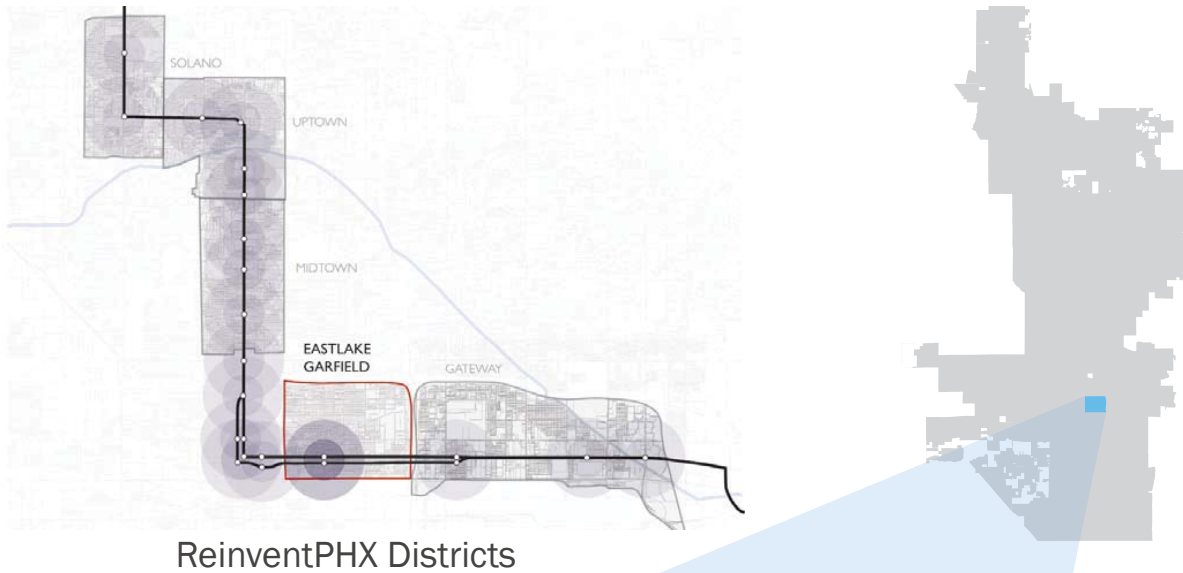 SOLANO
UPTOWN
MIDTOWN
EASTLAKE
GARFIELD
GATEWAY
ReinventPHX Districts